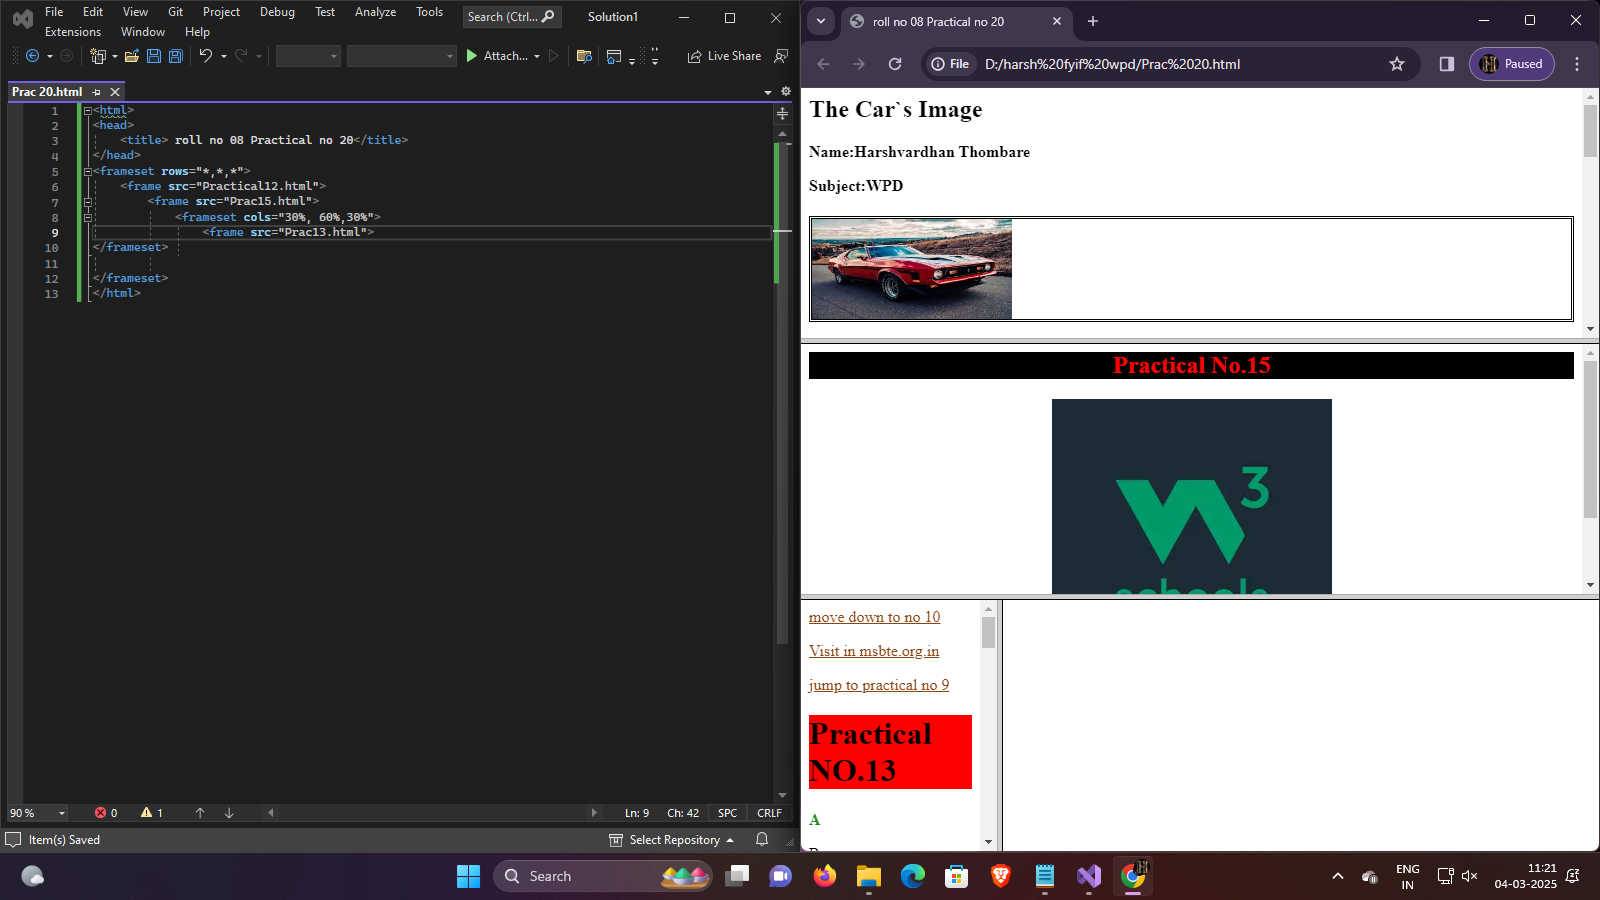 File Edit View Git Project Debug Test Analyze Tools Search (Ctrl... Solution1
Extensions Window Help
Attach... Live Share
Prac 20.html
1 <html>
2 <head>
3 <title> roll no 08 Practical no 20</title>
4 </head>
5 <frameset rows="*,*,*">
6 <frame src="Practical12.html">
7 <frame src="Prac15.html">
8 <frameset cols="30%, 60%,30%">
9 <frame src="Prac13.html">
10 </frameset>
11
12 </frameset>
13 </html>
90 % 0 1 Ln: 9 Ch: 42 SPC CRLF
Item(s) Saved Select Repository
roll no 08 Practical no 20
File D:/harsh%20fyif%20wpd/Prac%2020.html Paused
The Car`s Image
Name:Harshvardhan Thombare
Subject:WPD
Practical No.15
3
schools
move down to no 10
Visit in msbte.org.in
jump to practical no 9
Practical
NO.13
A
Search
ENG
IN
11:21
04-03-2025